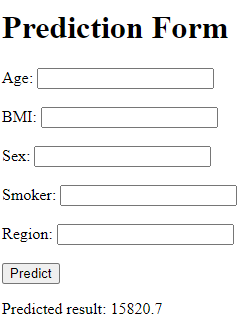 Prediction Form
Age:
BMI:
Sex:
Smoker:
Region:
Predict
Predicted result: 15820.7